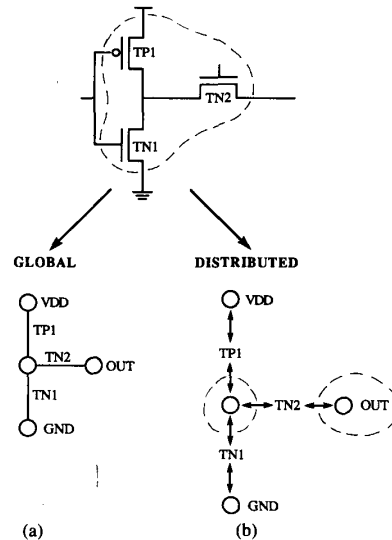 TP1
TN2
TN1
GLOBAL DISTRIBUTED
VDD
TP1
TN2
OUT
TN1
GND
VDD
TP1
TN2
OUT
TN1
GND
(a) (b)